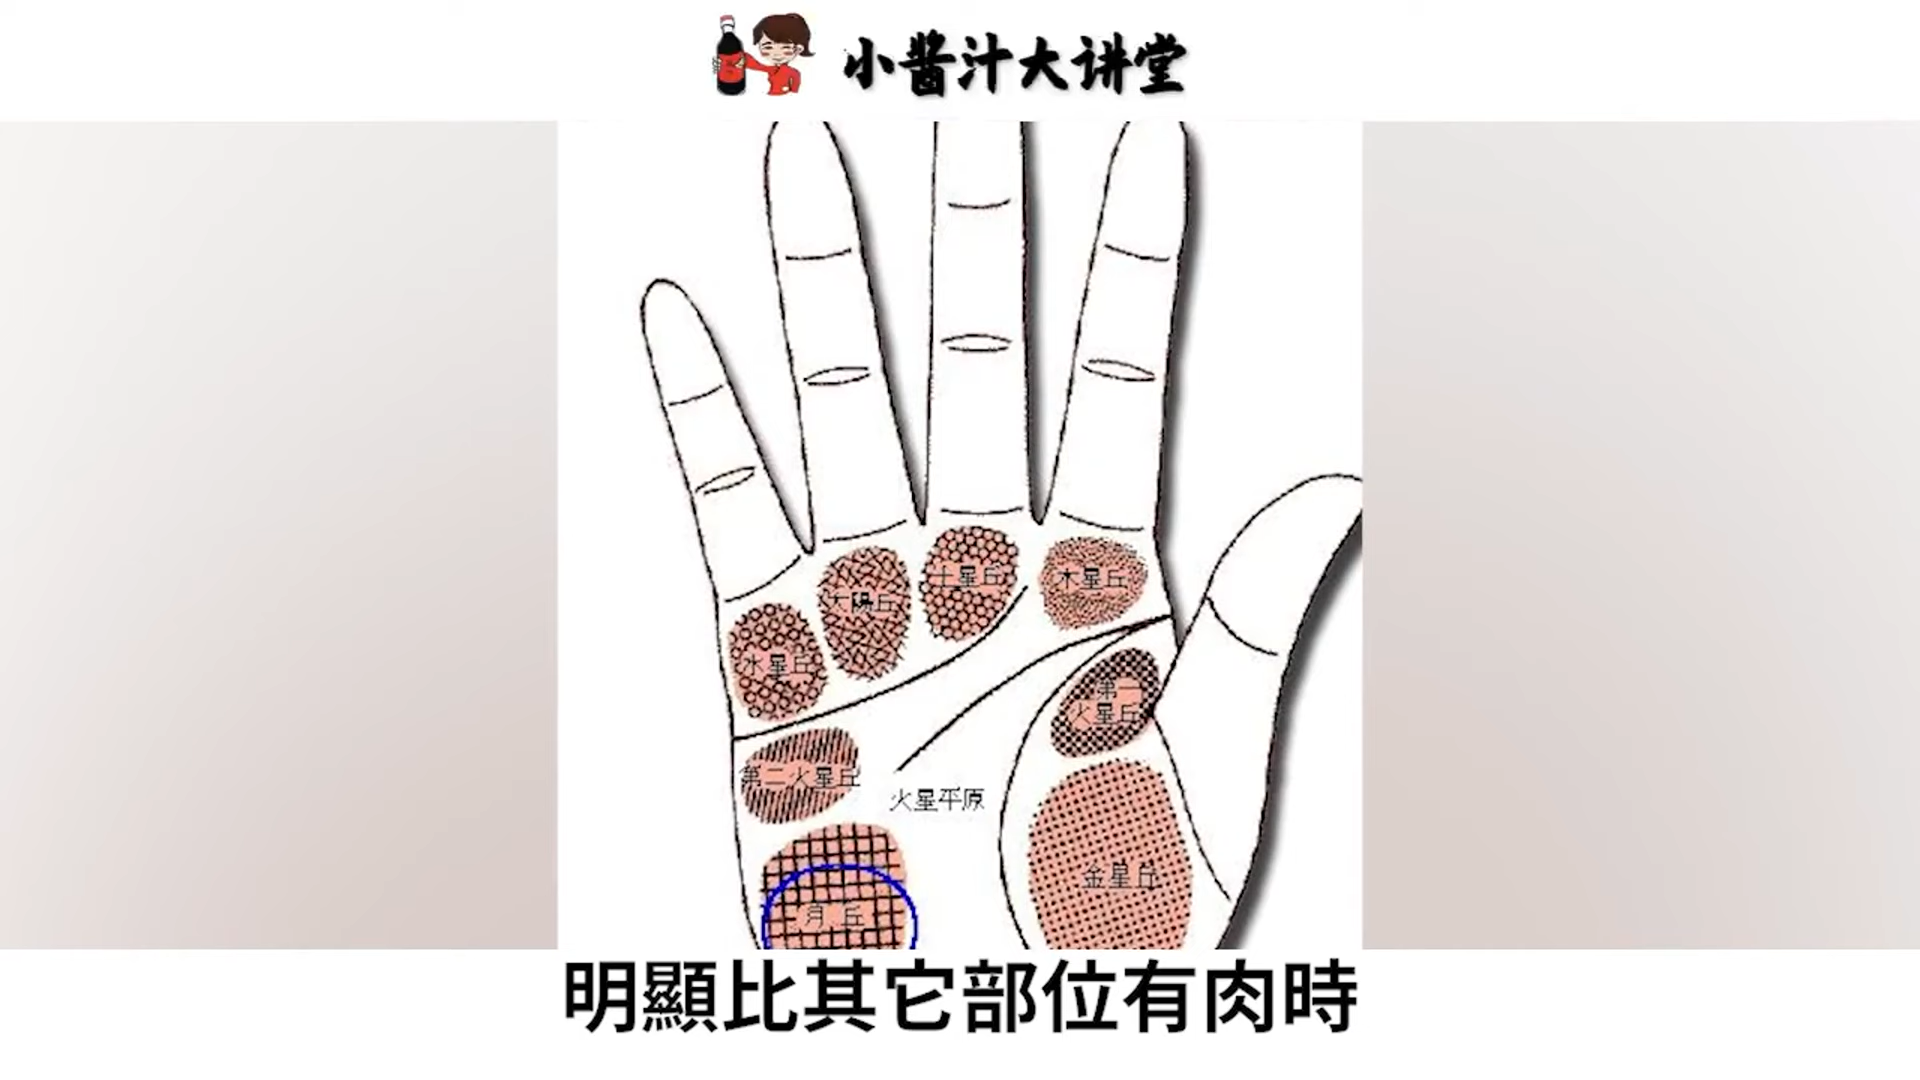 小酱汁大讲堂
土星丘
木星丘
太陽丘
水星丘
第一
火星丘
第二火星丘
火星平原
金星丘
月丘
明顯比其它部位有肉時